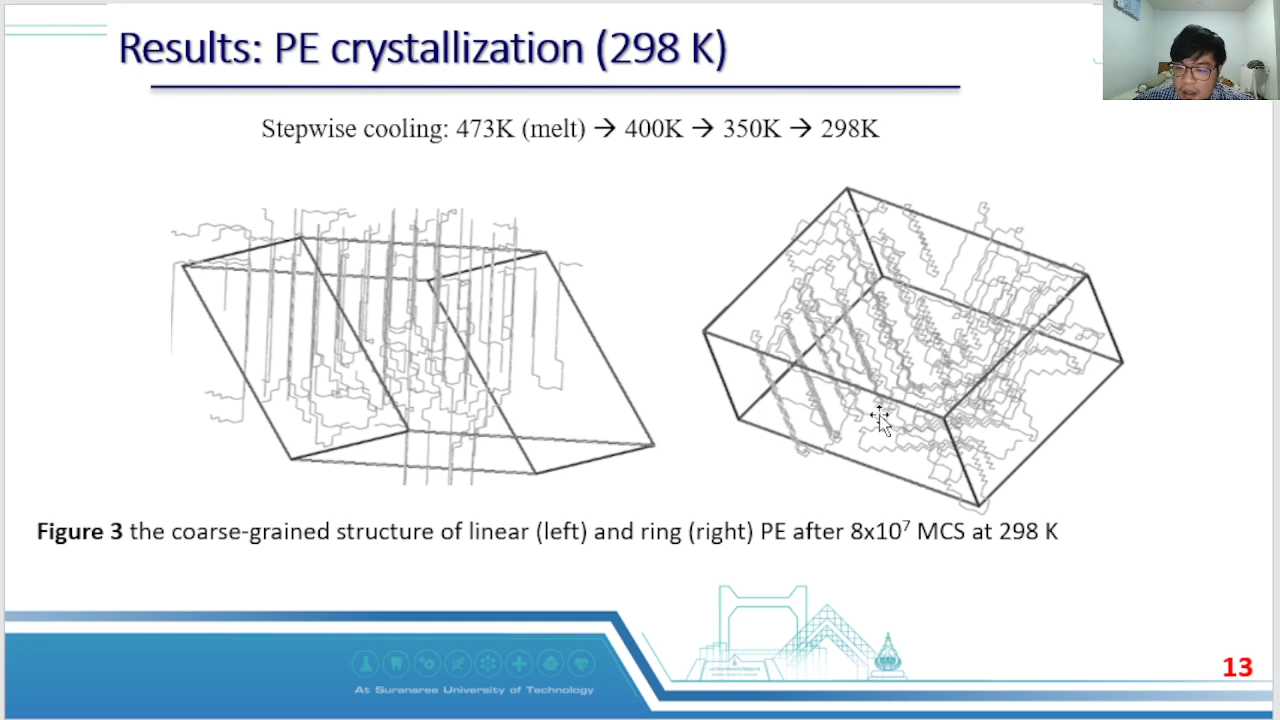 Results: PE crystallization (298 K)
Stepwise cooling: 473K (melt) → 400K → 350K → 298K
Figure 3 the coarse-grained structure of linear (left) and ring (right) PE after 8x10⁷ MCS at 298 K
At Suranaree University of Technology
13